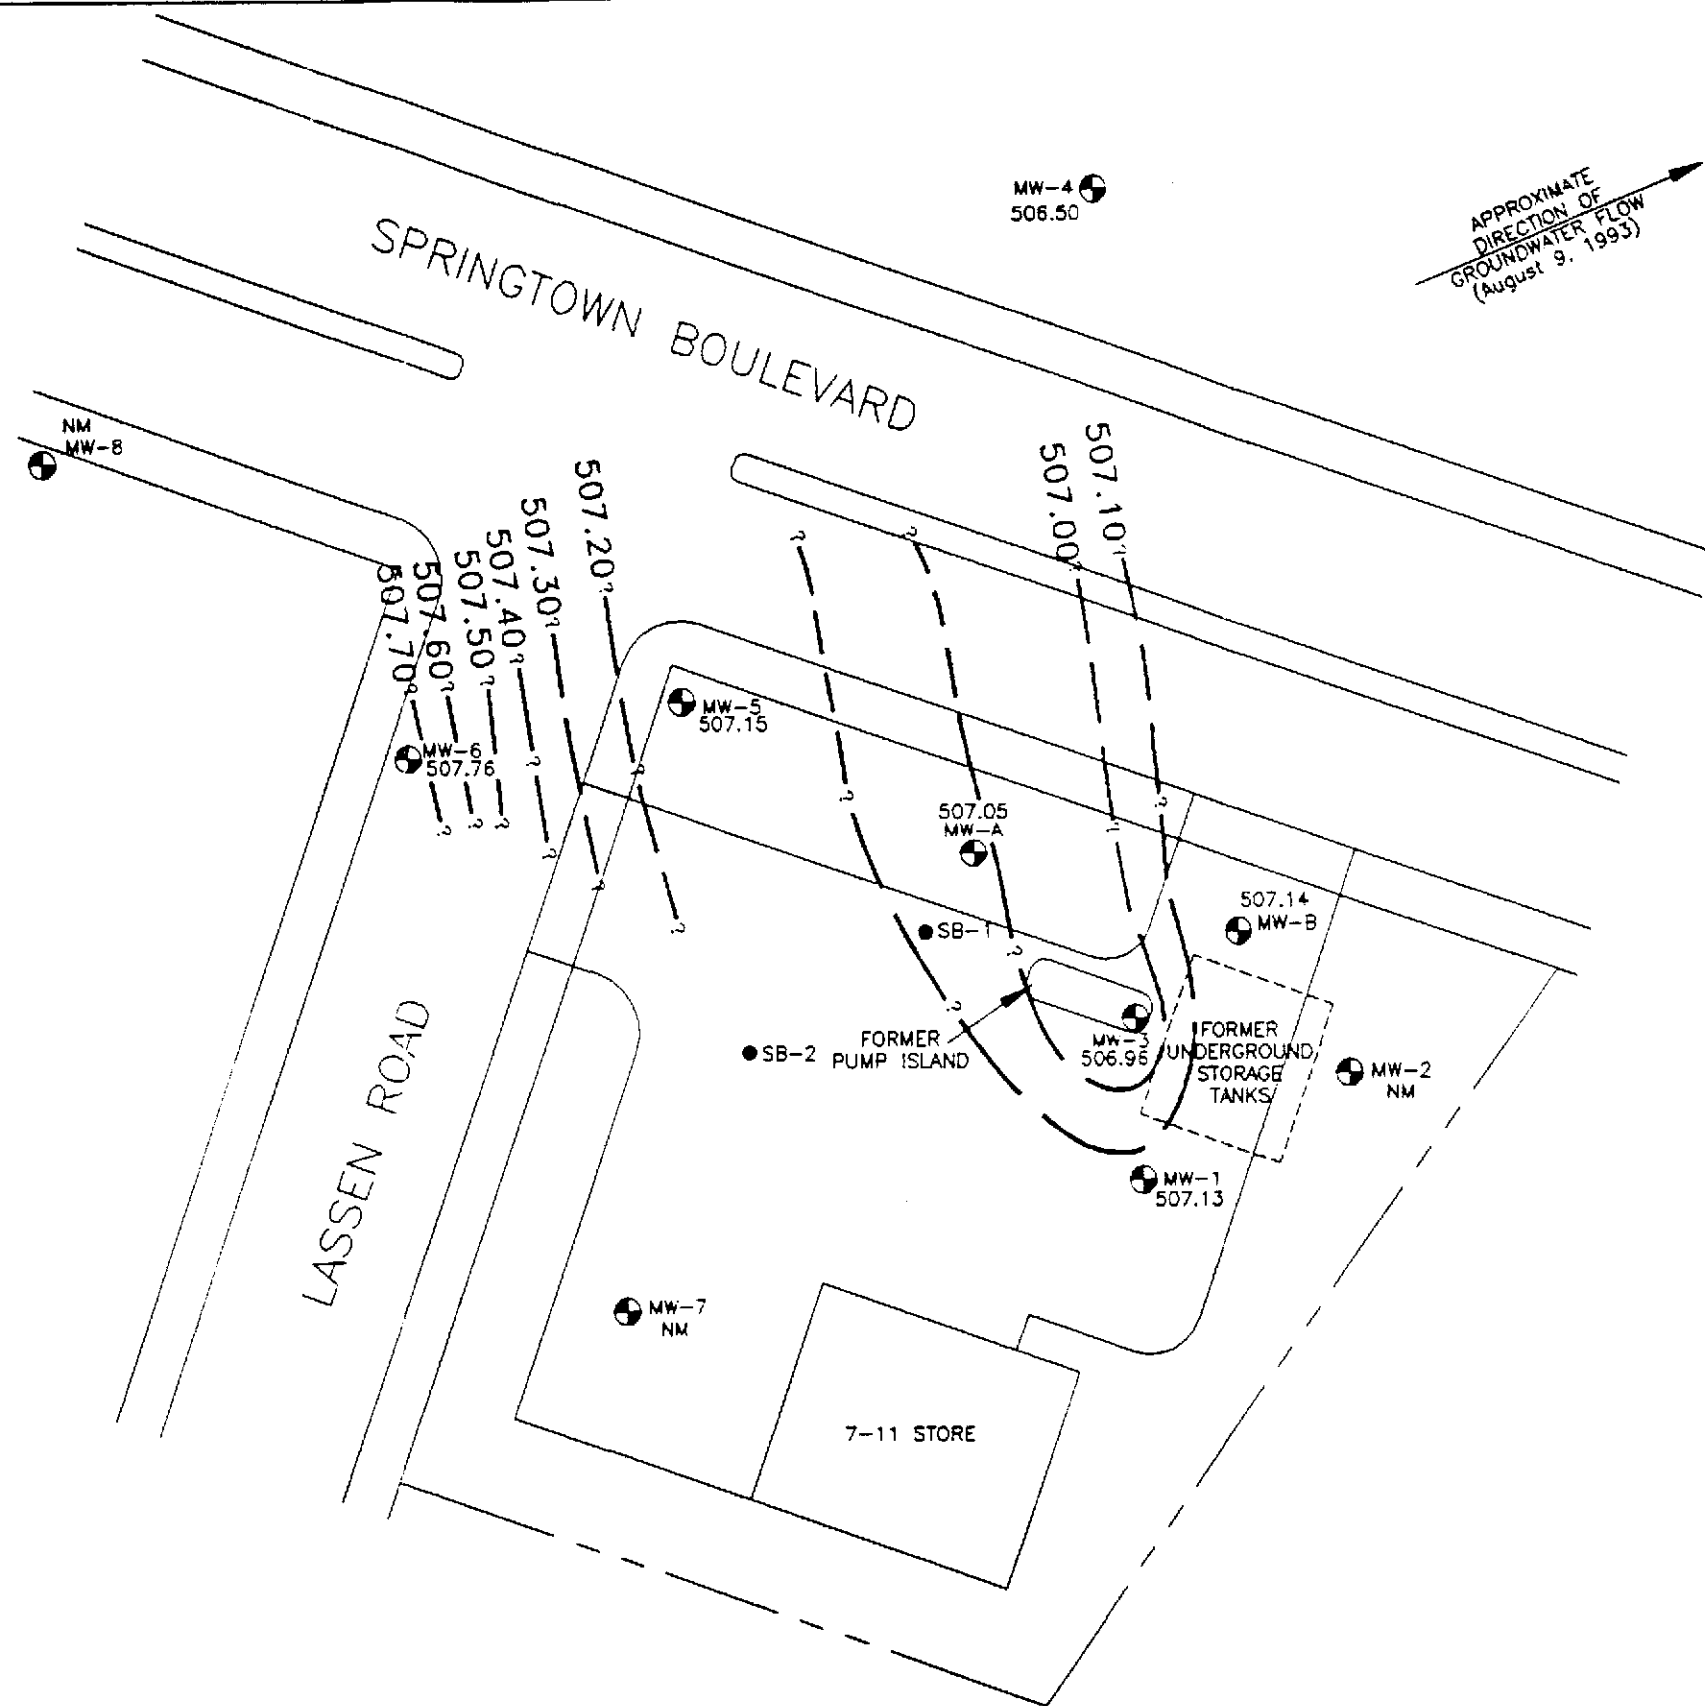 MW-4
506.50
APPROXIMATE
DIRECTION OF
GROUNDWATER FLOW
(August 9, 1993)
SPRINGTOWN BOULEVARD
NM
MW-8
507.70?
507.60?
507.50?
507.40?
507.30?
507.20?
?
?
507.00?
507.10?
MW-5
507.15
MW-6
507.76
?
?
?
?
?
?
?
?
?
?
?
507.05
MW-A
507.14
MW-B
SB-1
?
?
SB-2
FORMER
PUMP ISLAND
MW-3
506.96
FORMER
UNDERGROUND
STORAGE
TANKS
MW-2
NM
MW-1
507.13
LASSEN ROAD
MW-7
NM
7-11 STORE